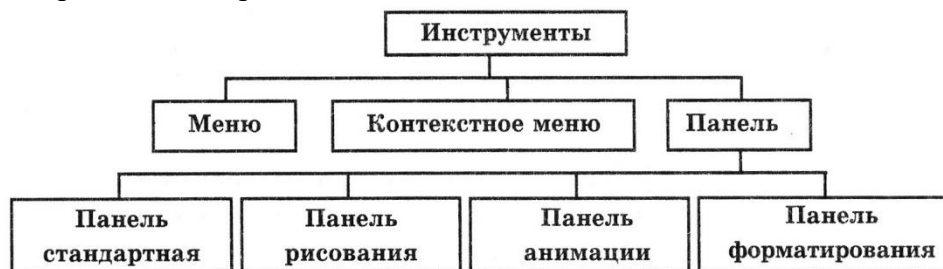 Инструменты
Меню
Контекстное меню
Панель
Панель
стандартная
Панель
рисования
Панель
анимации
Панель
форматирования